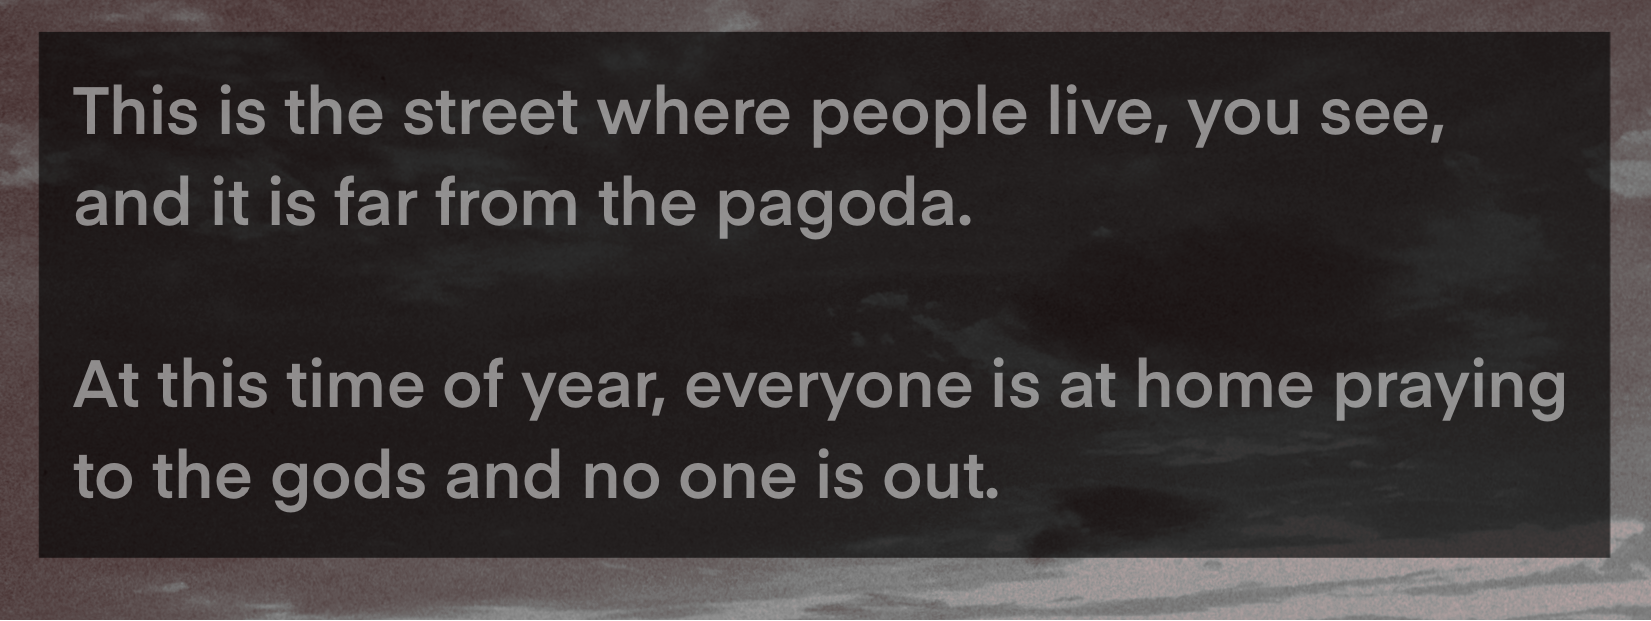 This is the street where people live, you see,
and it is far from the pagoda.
At this time of year, everyone is at home praying
to the gods and no one is out.